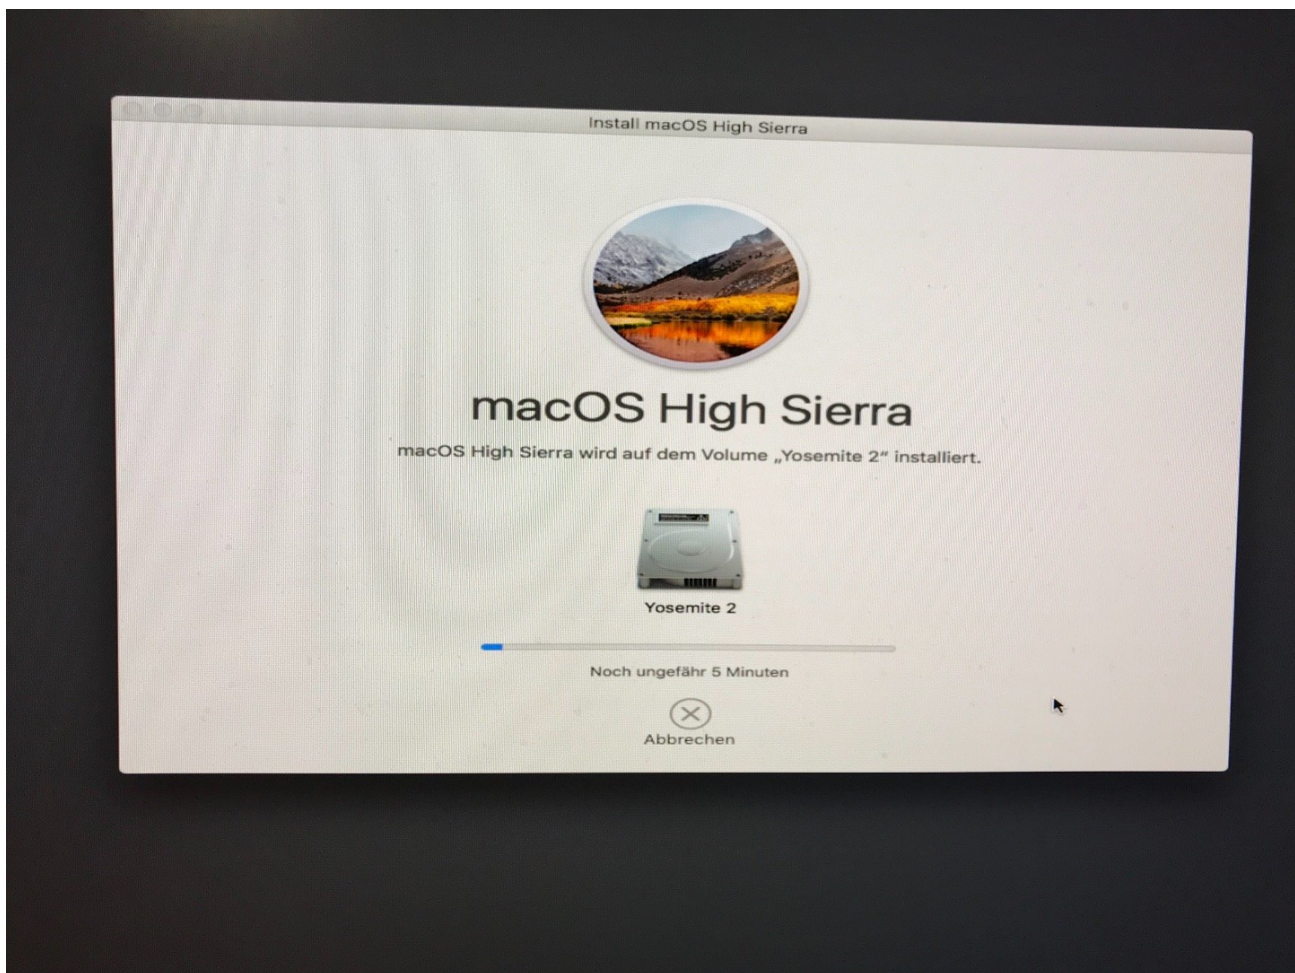 Install macOS High Sierra
macOS High Sierra
macOS High Sierra wird auf dem Volume „Yosemite 2“ installiert.
Yosemite 2
Noch ungefähr 5 Minuten
Abbrechen